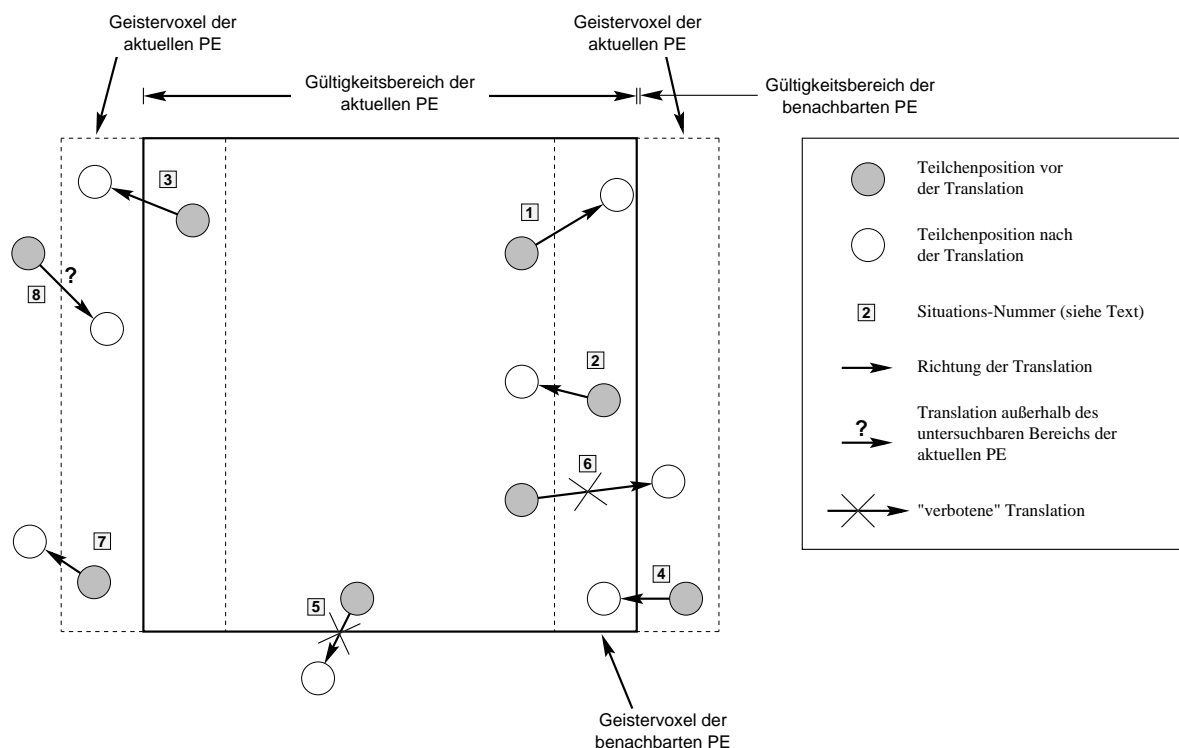 Geistervoxel der
aktuellen PE
Geistervoxel der
aktuellen PE
Gültigkeitsbereich der
aktuellen PE
Gültigkeitsbereich der
benachbarten PE
3
1
?
8
2
6
7
5
4
Geistervoxel der
benachbarten PE
Teilchenposition vor
der Translation
Teilchenposition nach
der Translation
2
Situations-Nummer (siehe Text)
Richtung der Translation
?
Translation außerhalb des
untersuchbaren Bereichs der
aktuellen PE
"verbotene" Translation